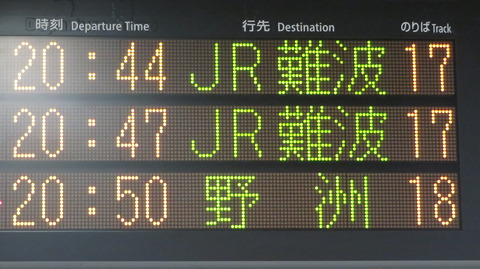 時刻 Departure Time 行先 Destination のりば Track
20:44 JR難波 17
20:47 JR難波 17
20:50 野洲 18